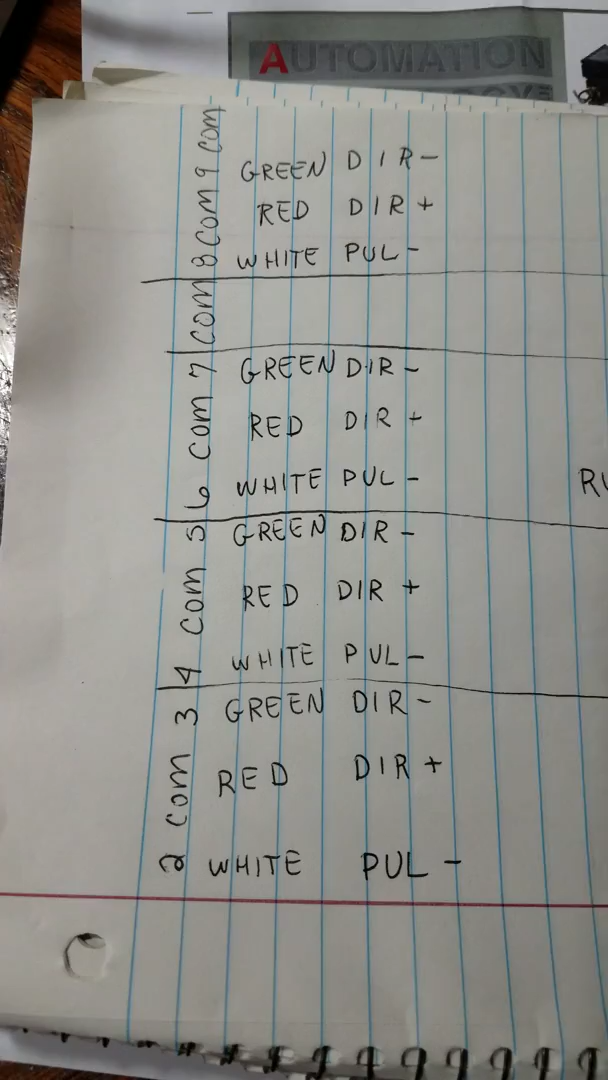 AUTOMATION
GREEN DIR -
RED DIR +
WHITE PUL -
GREEN DIR -
RED DIR +
WHITE PUL -
GREEN DIR -
RED DIR +
WHITE PUL -
GREEN DIR -
RED DIR +
WHITE PUL -
2 com 3 4 com 5 6 com 7 com 8 com 9 com